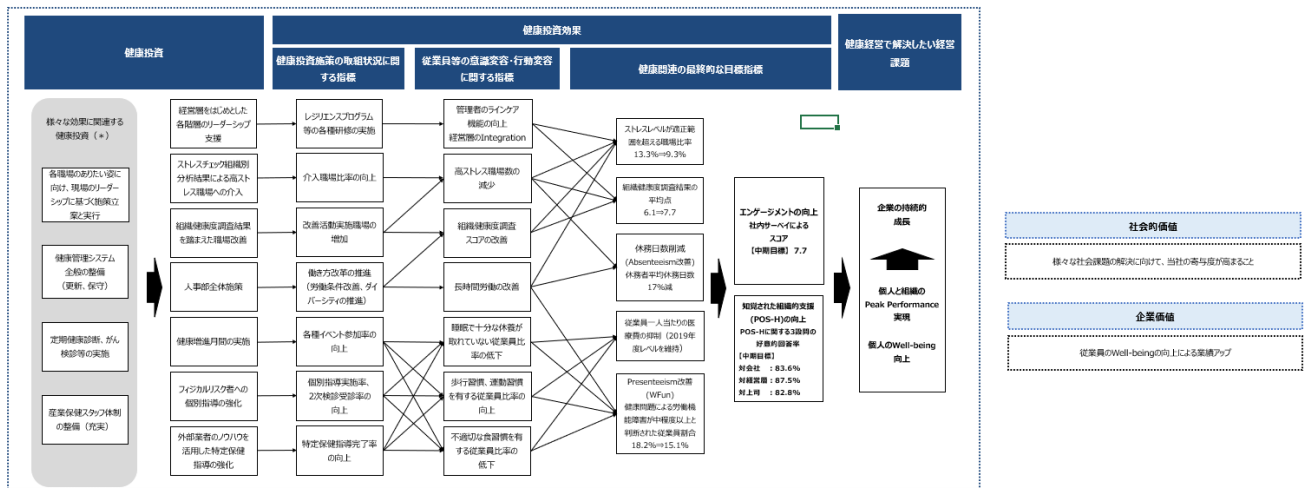 健康投資
健康投資効果
健康経営で解決したい経営
課題
健康投資施策の取組状況に関
する指標
従業員等の意識変容・行動変容
に関する指標
健康関連の最終的な目標指標
様々な効果に関連する
健康投資（*）
各職場のありたい姿に
向け、現場のリーダー
シップに基づく施策立
案と実行
健康管理システム
全般の整備
（更新、保守）
定期健康診断、がん
検診等の実施
産業保健スタッフ体制
の整備（充実）
経営層をはじめとした
各階層のリーダーシップ
支援
ストレスチェック組織別
分析結果による高スト
レス職場への介入
組織健康度調査結果
を踏まえた職場改善
人事部全体施策
健康増進月間の実施
フィジカルリスク者への
個別指導の強化
外部業者のノウハウを
活用した特定保健
指導の強化
レジリエンスプログラム
等の各種研修の実施
介入職場比率の向上
改善活動実施職場の
増加
働き方改革の推進
（労働条件改善、ダイ
バーシティの推進）
各種イベント参加率の
向上
個別指導実施率、
2次検診受診率の
向上
特定保健指導完了率
の向上
管理者のラインケア
機能の向上
経営層のIntegration
高ストレス職場数の
減少
組織健康度調査
スコアの改善
長時間労働の改善
睡眠で十分な休養が
取れていない従業員比
率の低下
歩行習慣、運動習慣
を有する従業員比率
の向上
不適切な食習慣を有
する従業員比率の
低下
ストレスレベルが適正範
囲を超える職場比率
13.3%⇒9.3%
組織健康度調査結果の
平均点
6.1⇒7.7
休務日数削減
(Absenteeism改善)
休務者平均休務日数
17%減
従業員一人当たりの医
療費の抑制（2019年
度レベルを維持）
Presenteeism改善
(WFun)
健康問題による労働機
能障害が中程度以上と
判断された従業員割合
18.2%⇒15.1%
エンゲージメントの向上
社内サーベイによる
スコア
【中期目標】7.7
知覚された組織的支援
(POS-H)の向上
POS-Hに関する3設問の
好意的回答率
【中期目標】
対会社 ：83.6%
対経営層：87.5%
対上司 ：82.8%
企業の持続的
成長
個人と組織の
Peak Performance
実現
個人のWell-being
向上
社会的価値
様々な社会課題の解決に向けて、当社の寄与度が高まること
企業価値
従業員のWell-beingの向上による業績アップ